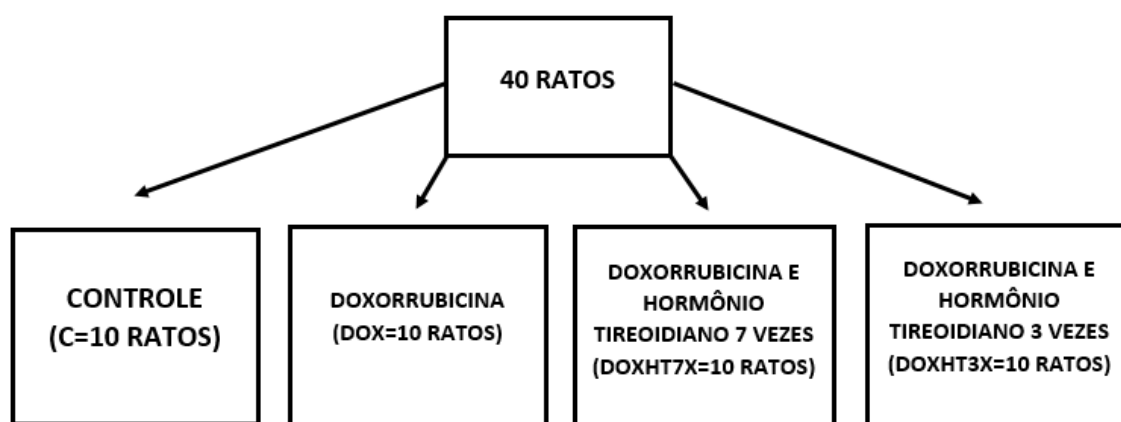 40 RATOS
CONTROLE
(C=10 RATOS)
DOXORRUBICINA
(DOX=10 RATOS)
DOXORRUBICINA E
HORMÔNIO
TIREOIDIANO 7 VEZES
(DOXHT7X=10 RATOS)
DOXORRUBICINA E
HORMÔNIO
TIREOIDIANO 3 VEZES
(DOXHT3X=10 RATOS)